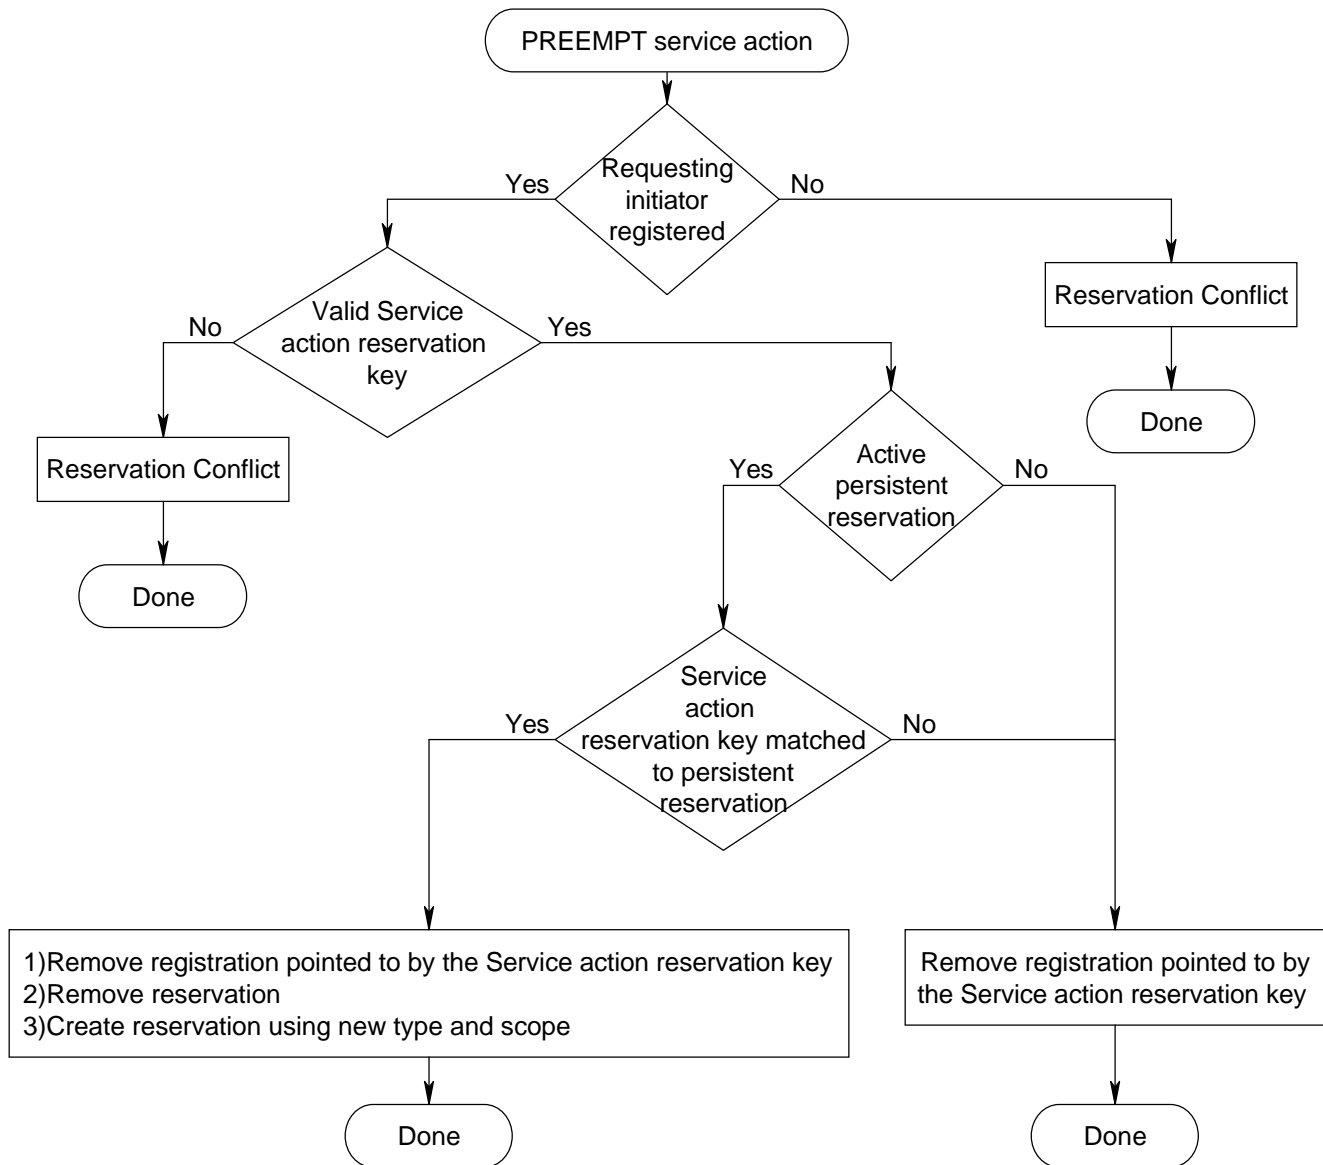 PREEMPT service action
Requesting
initiator
registered
Yes
No
Valid Service
action reservation
key
No
Yes
Reservation Conflict
Done
Active
persistent
reservation
Yes
No
Reservation Conflict
Done
Service
action
reservation key matched
to persistent
reservation
Yes
No
1)Remove registration pointed to by the Service action reservation key
2)Remove reservation
3)Create reservation using new type and scope
Remove registration pointed to by
the Service action reservation key
Done
Done